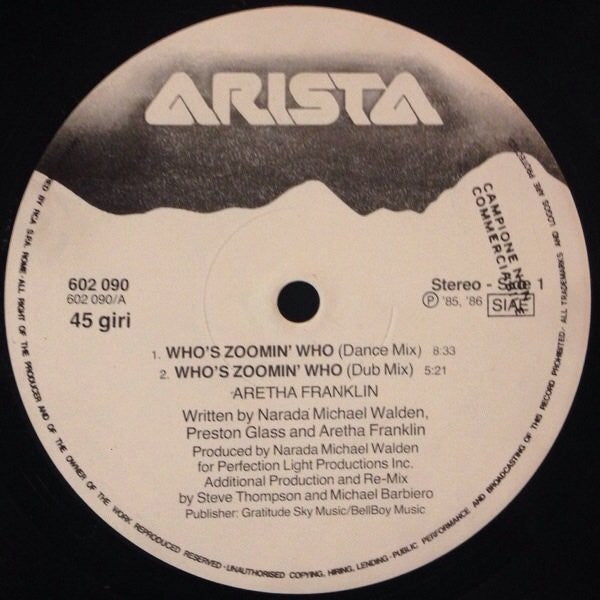 ARISTA
602 090
602 090/A
45 giri
Stereo - Side 1
Ⓟ '85, '86
SIAE
CAMPIONE NON
COMMERCIA
1. WHO'S ZOOMIN' WHO (Dance Mix) 8:33
2. WHO'S ZOOMIN' WHO (Dub Mix) 5:21
ARETHA FRANKLIN
Written by Narada Michael Walden,
Preston Glass and Aretha Franklin
Produced by Narada Michael Walden
for Perfection Light Productions Inc.
Additional Production and Re-Mix
by Steve Thompson and Michael Barbiero
Publisher: Gratitude Sky Music/BellBoy Music
BY RCA S.P.A. ROME · ALL RIGHT OF THE PRODUCER AND OF THE OWNER OF THE WORK REPRODUCED RESERVED · UNAUTHORISED COPYING, HIRING, LENDING · PUBLIC PERFORMANCE AND BROADCASTING OF THIS RECORD PROHIBITED · ALL TRADEMARKS AND LOGOS ARE